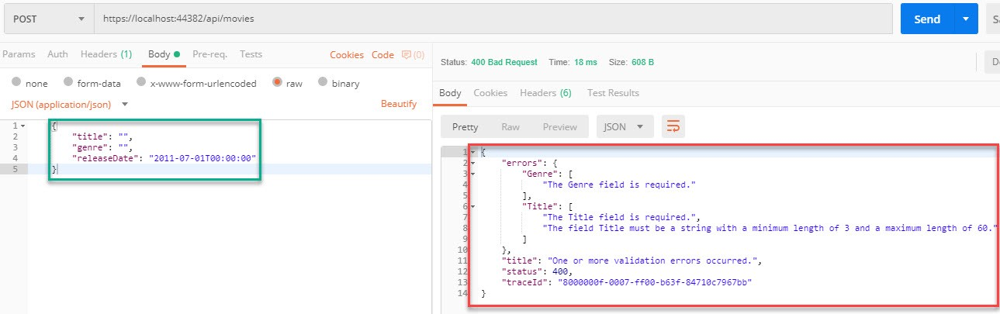 POST https://localhost:44382/api/movies Send
Params Auth Headers (1) Body Pre-req. Tests Cookies Code (0)
none form-data x-www-form-urlencoded raw binary
JSON (application/json) Beautify
1 {
2 "title": "",
3 "genre": "",
4 "releaseDate": "2011-07-01T00:00:00"
5 }
Status: 400 Bad Request Time: 18 ms Size: 608 B
Body Cookies Headers (6) Test Results
Pretty Raw Preview JSON
1 {
2 "errors": {
3 "Genre": [
4 "The Genre field is required."
5 ],
6 "Title": [
7 "The Title field is required.",
8 "The field Title must be a string with a minimum length of 3 and a maximum length of 60."
9 ]
10 },
11 "title": "One or more validation errors occurred.",
12 "status": 400,
13 "traceId": "8000000f-0007-ff00-b63f-84710c7967bb"
14 }